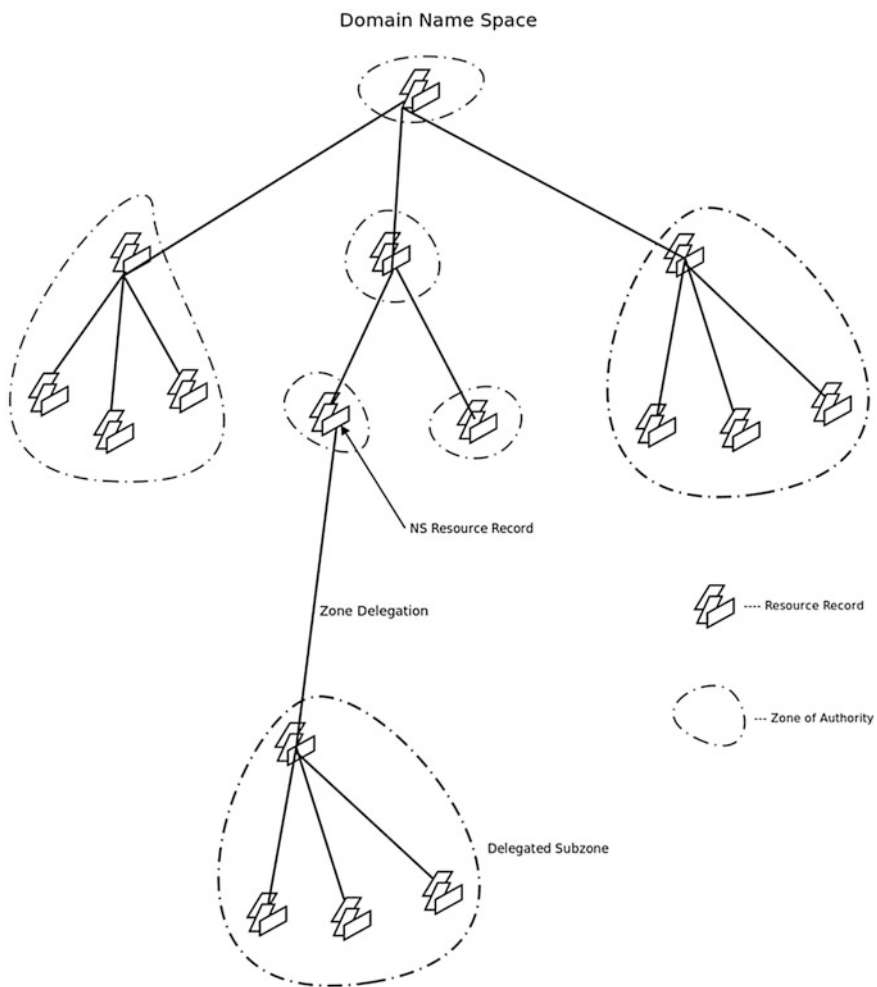 Domain Name Space
NS Resource Record
Zone Delegation
---- Resource Record
--- Zone of Authority
Delegated Subzone